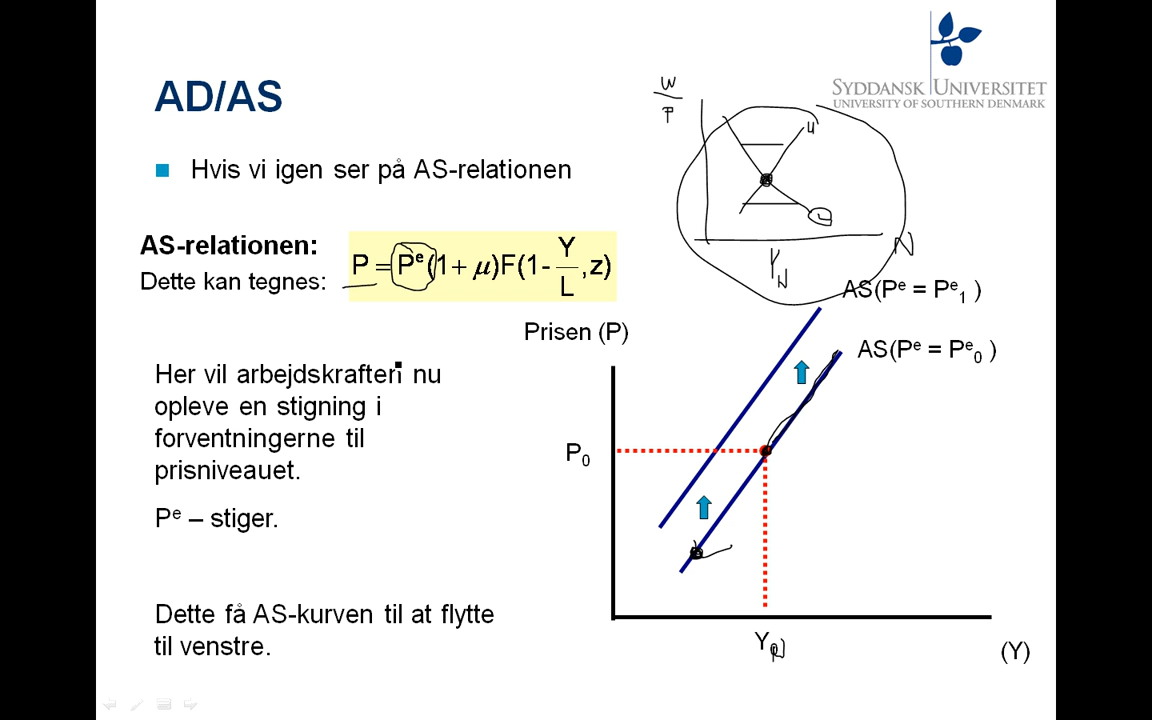 AD/AS
SYDDANSK UNIVERSITET
UNIVERSITY OF SOUTHERN DENMARK
Hvis vi igen ser på AS-relationen
W
P
AS-relationen:
Dette kan tegnes:
P = Pᵉ(1+ μ)F(1- Y/L ,z)
N
Y_N
AS(Pᵉ = Pᵉ₁ )
Prisen (P)
AS(Pᵉ = Pᵉ₀ )
Her vil arbejdskraften nu
opleve en stigning i
forventningerne til
prisniveauet.
P₀
Pᵉ – stiger.
Dette få AS-kurven til at flytte
til venstre.
Y
(Y)